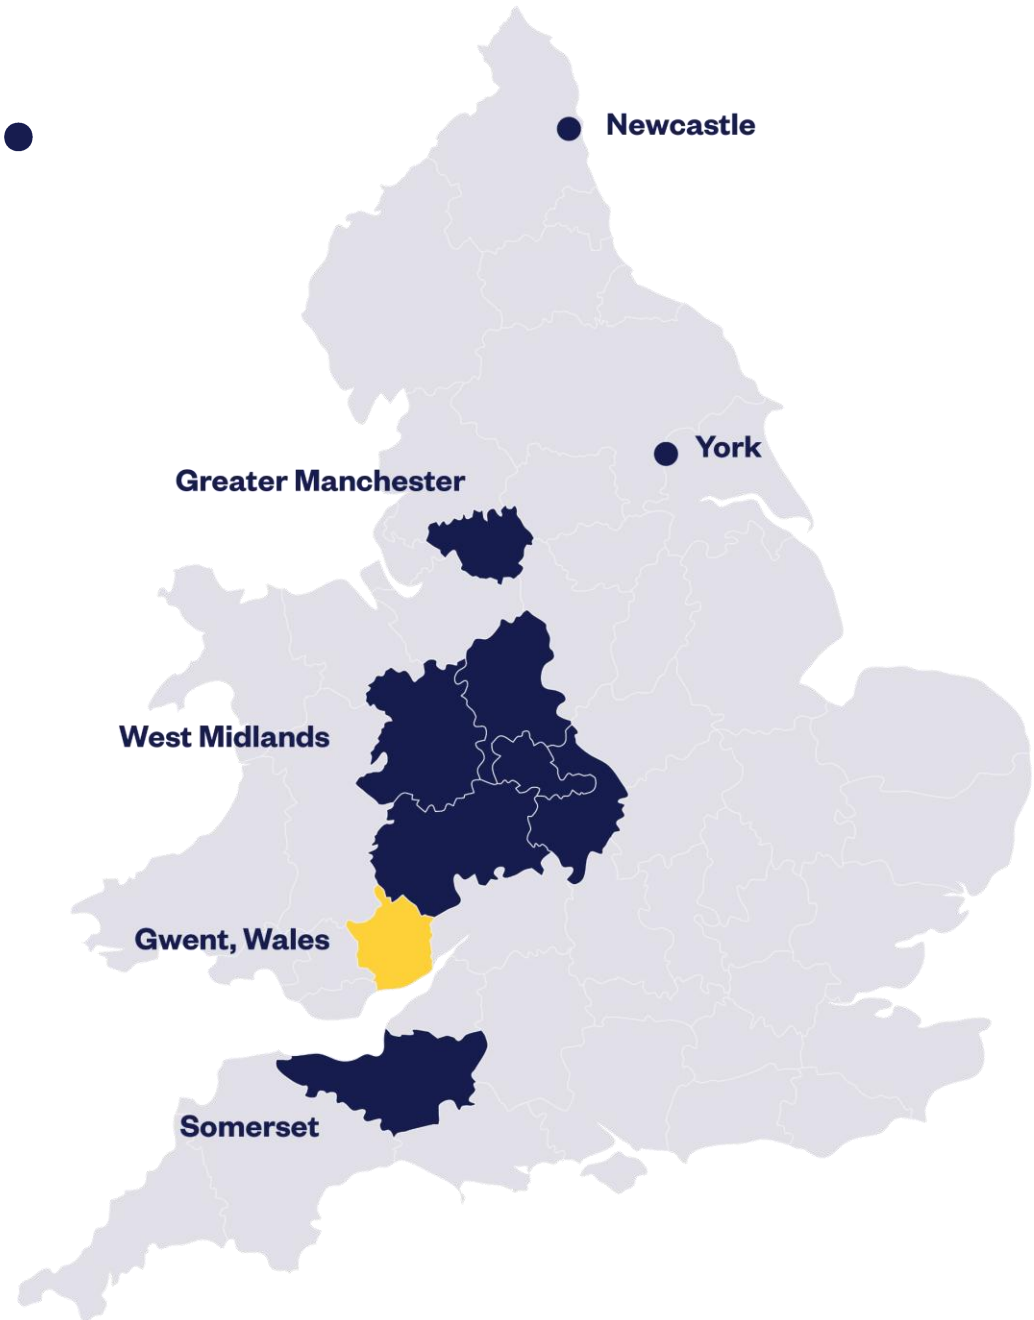 Newcastle
York
Greater Manchester
West Midlands
Gwent, Wales
Somerset